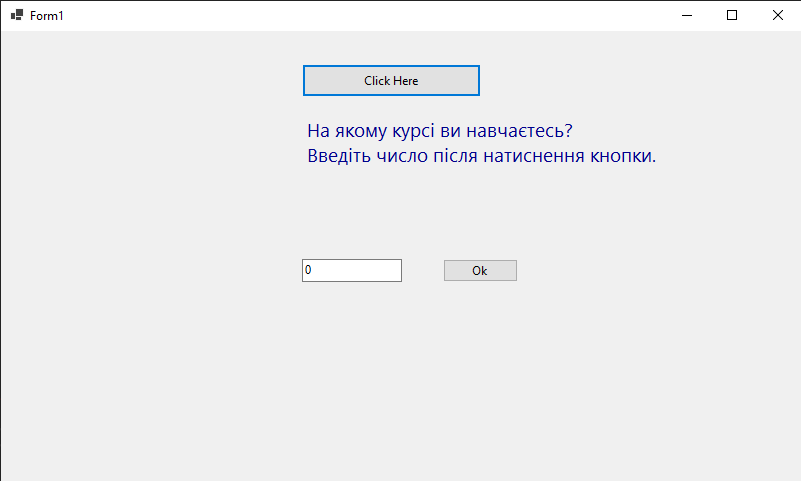 Form1
Click Here
На якому курсі ви навчаєтесь?
Введіть число після натиснення кнопки.
0
Ok